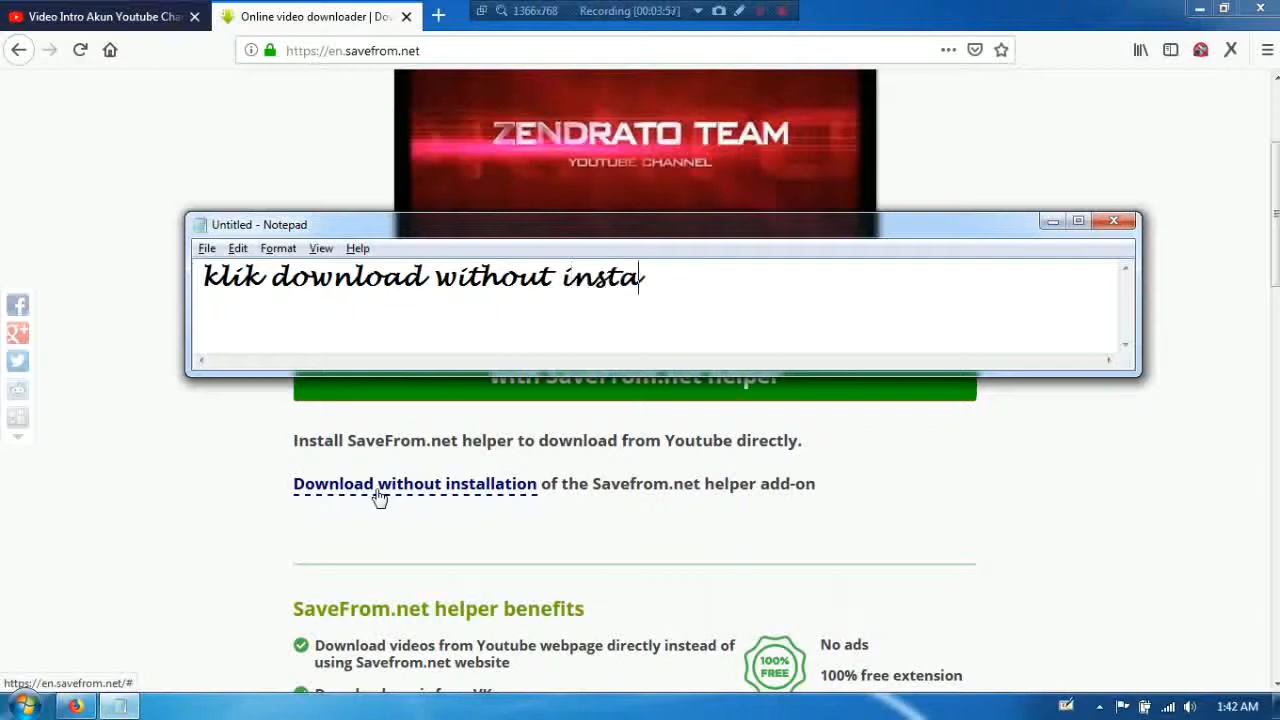 Video Intro Akun Youtube Cha
Online video downloader | Do
1366x768
Recording [00:03:57]
https://en.savefrom.net
ZENDRATO TEAM
YOUTUBE CHANNEL
Untitled - Notepad
File Edit Format View Help
klik download without insta
with SaveFrom.net helper
Install SaveFrom.net helper to download from Youtube directly.
Download without installation of the Savefrom.net helper add-on
SaveFrom.net helper benefits
Download videos from Youtube webpage directly instead of
using Savefrom.net website
100%
FREE
No ads
100% free extension
https://en.savefrom.net/#
1:42 AM